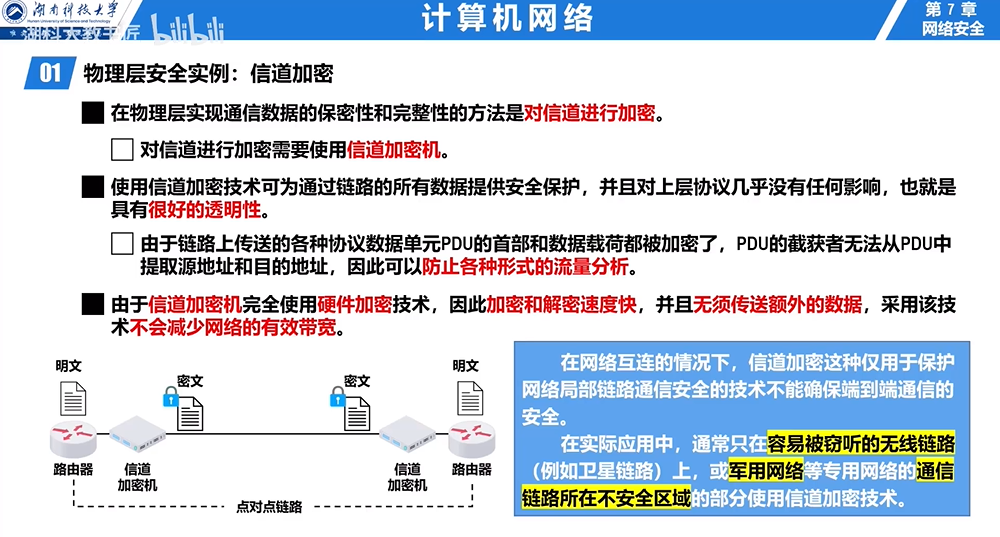 湖南科技大学
Hunan University of Science and Technology
计算机网络
第 7 章
网络安全
湖科大教书匠
bilibili
01
物理层安全实例：信道加密
在物理层实现通信数据的保密性和完整性的方法是对信道进行加密。
对信道进行加密需要使用信道加密机。
使用信道加密技术可为通过链路的所有数据提供安全保护，并且对上层协议几乎没有任何影响，也就是
具有很好的透明性。
由于链路上传送的各种协议数据单元PDU的首部和数据载荷都被加密了，PDU的截获者无法从PDU中
提取源地址和目的地址，因此可以防止各种形式的流量分析。
由于信道加密机完全使用硬件加密技术，因此加密和解密速度快，并且无须传送额外的数据，采用该技
术不会减少网络的有效带宽。
明文
密文
密文
明文
路由器
信道
加密机
信道
加密机
路由器
点对点链路
在网络互连的情况下，信道加密这种仅用于保护
网络局部链路通信安全的技术不能确保端到端通信的
安全。
在实际应用中，通常只在容易被窃听的无线链路
（例如卫星链路）上，或军用网络等专用网络的通信
链路所在不安全区域的部分使用信道加密技术。